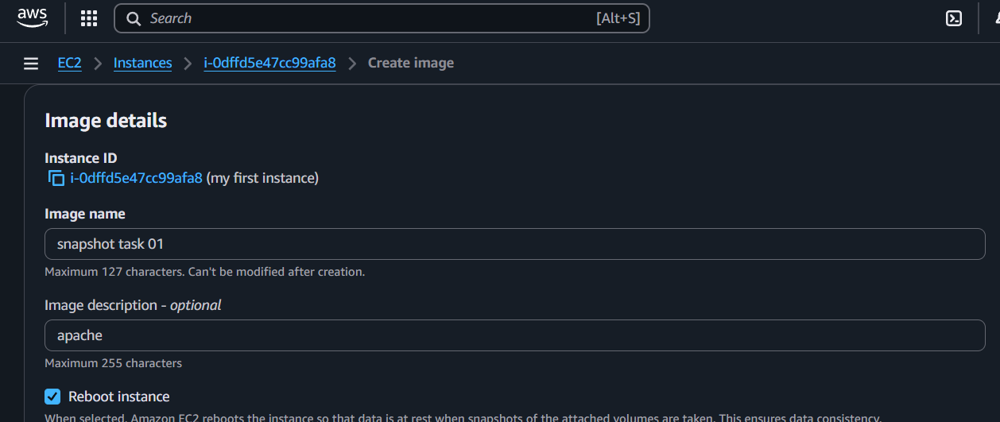 aws
Search [Alt+S]
EC2 Instances i-0dffd5e47cc99afa8 Create image
Image details
Instance ID
i-0dffd5e47cc99afa8 (my first instance)
Image name
snapshot task 01
Maximum 127 characters. Can't be modified after creation.
Image description - optional
apache
Maximum 255 characters
Reboot instance
When selected, Amazon EC2 reboots the instance so that data is at rest when snapshots of the attached volumes are taken. This ensures data consistency.